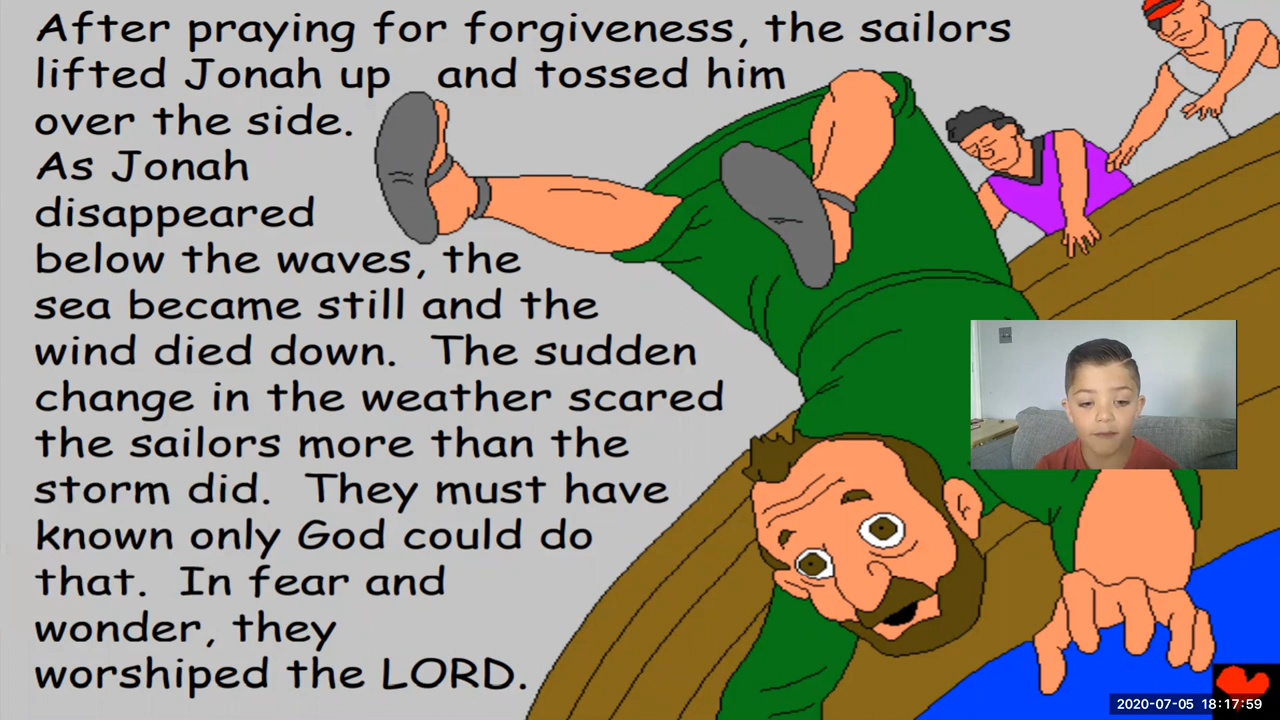 After praying for forgiveness, the sailors
lifted Jonah up and tossed him
over the side.
As Jonah
disappeared
below the waves, the
sea became still and the
wind died down. The sudden
change in the weather scared
the sailors more than the
storm did. They must have
known only God could do
that. In fear and
wonder, they
worshiped the LORD.
2020-07-05 18:17:59